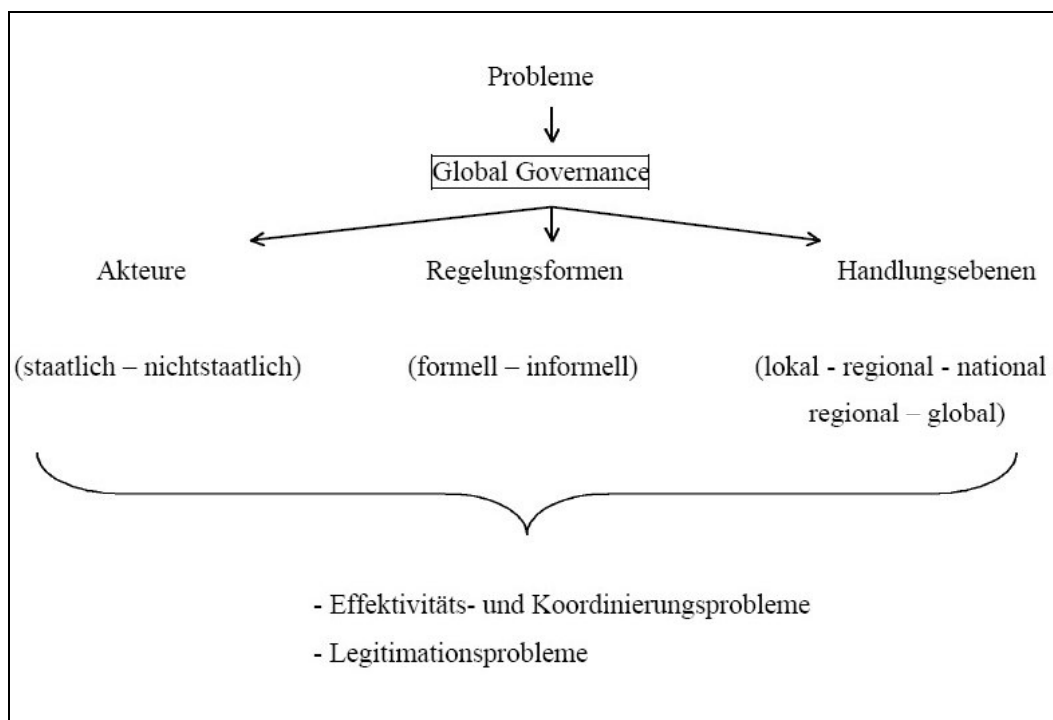 Probleme
Global Governance
Akteure
Regelungsformen
Handlungsebenen
(staatlich – nichtstaatlich)
(formell – informell)
(lokal - regional - national
regional – global)
- Effektivitäts- und Koordinierungsprobleme
- Legitimationsprobleme